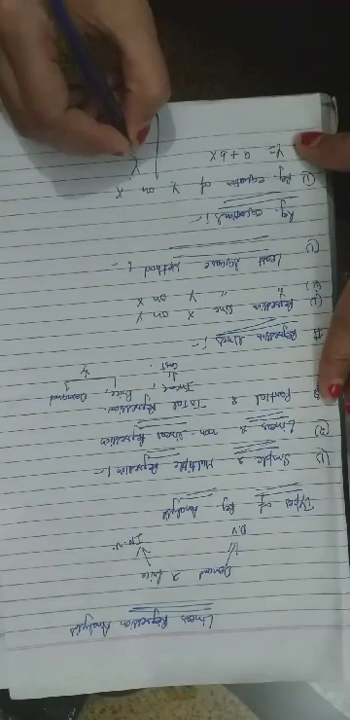 Linear Regression Analysis
Demand & Price
D.V In.V.
Types of Reg Analysis
(1) Simple & Multiple Regression :-
(2) Linear & non-linear Regression
Partial & Total Regression.
Price, Demand
Regression Lines :-
(i) Regression line X on Y
(ii) " " Y on X
(1) Least Square Method :-
Reg. equations :-
(1) Reg. equation of Y on X
Y = a + bX